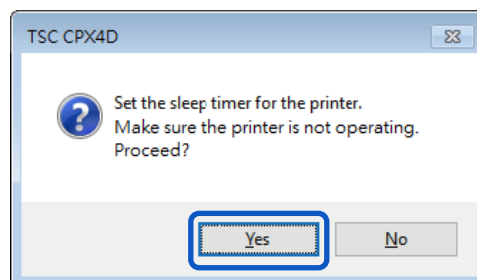 TSC CPX4D
Set the sleep timer for the printer.
Make sure the printer is not operating.
Proceed?
Yes
No